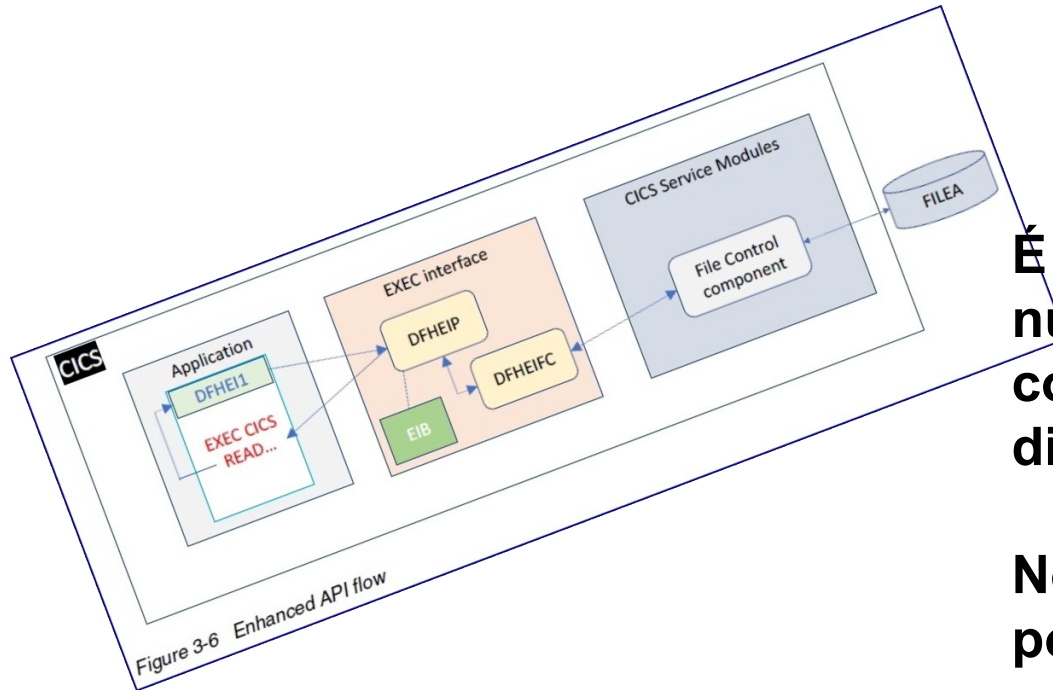 CICS
Application
DFHEI1
EXEC CICS
READ...
EXEC interface
DFHEIP
DFHEIFC
EIB
CICS Service Modules
File Control
component
FILEA
Figure 3-6 Enhanced API flow
É